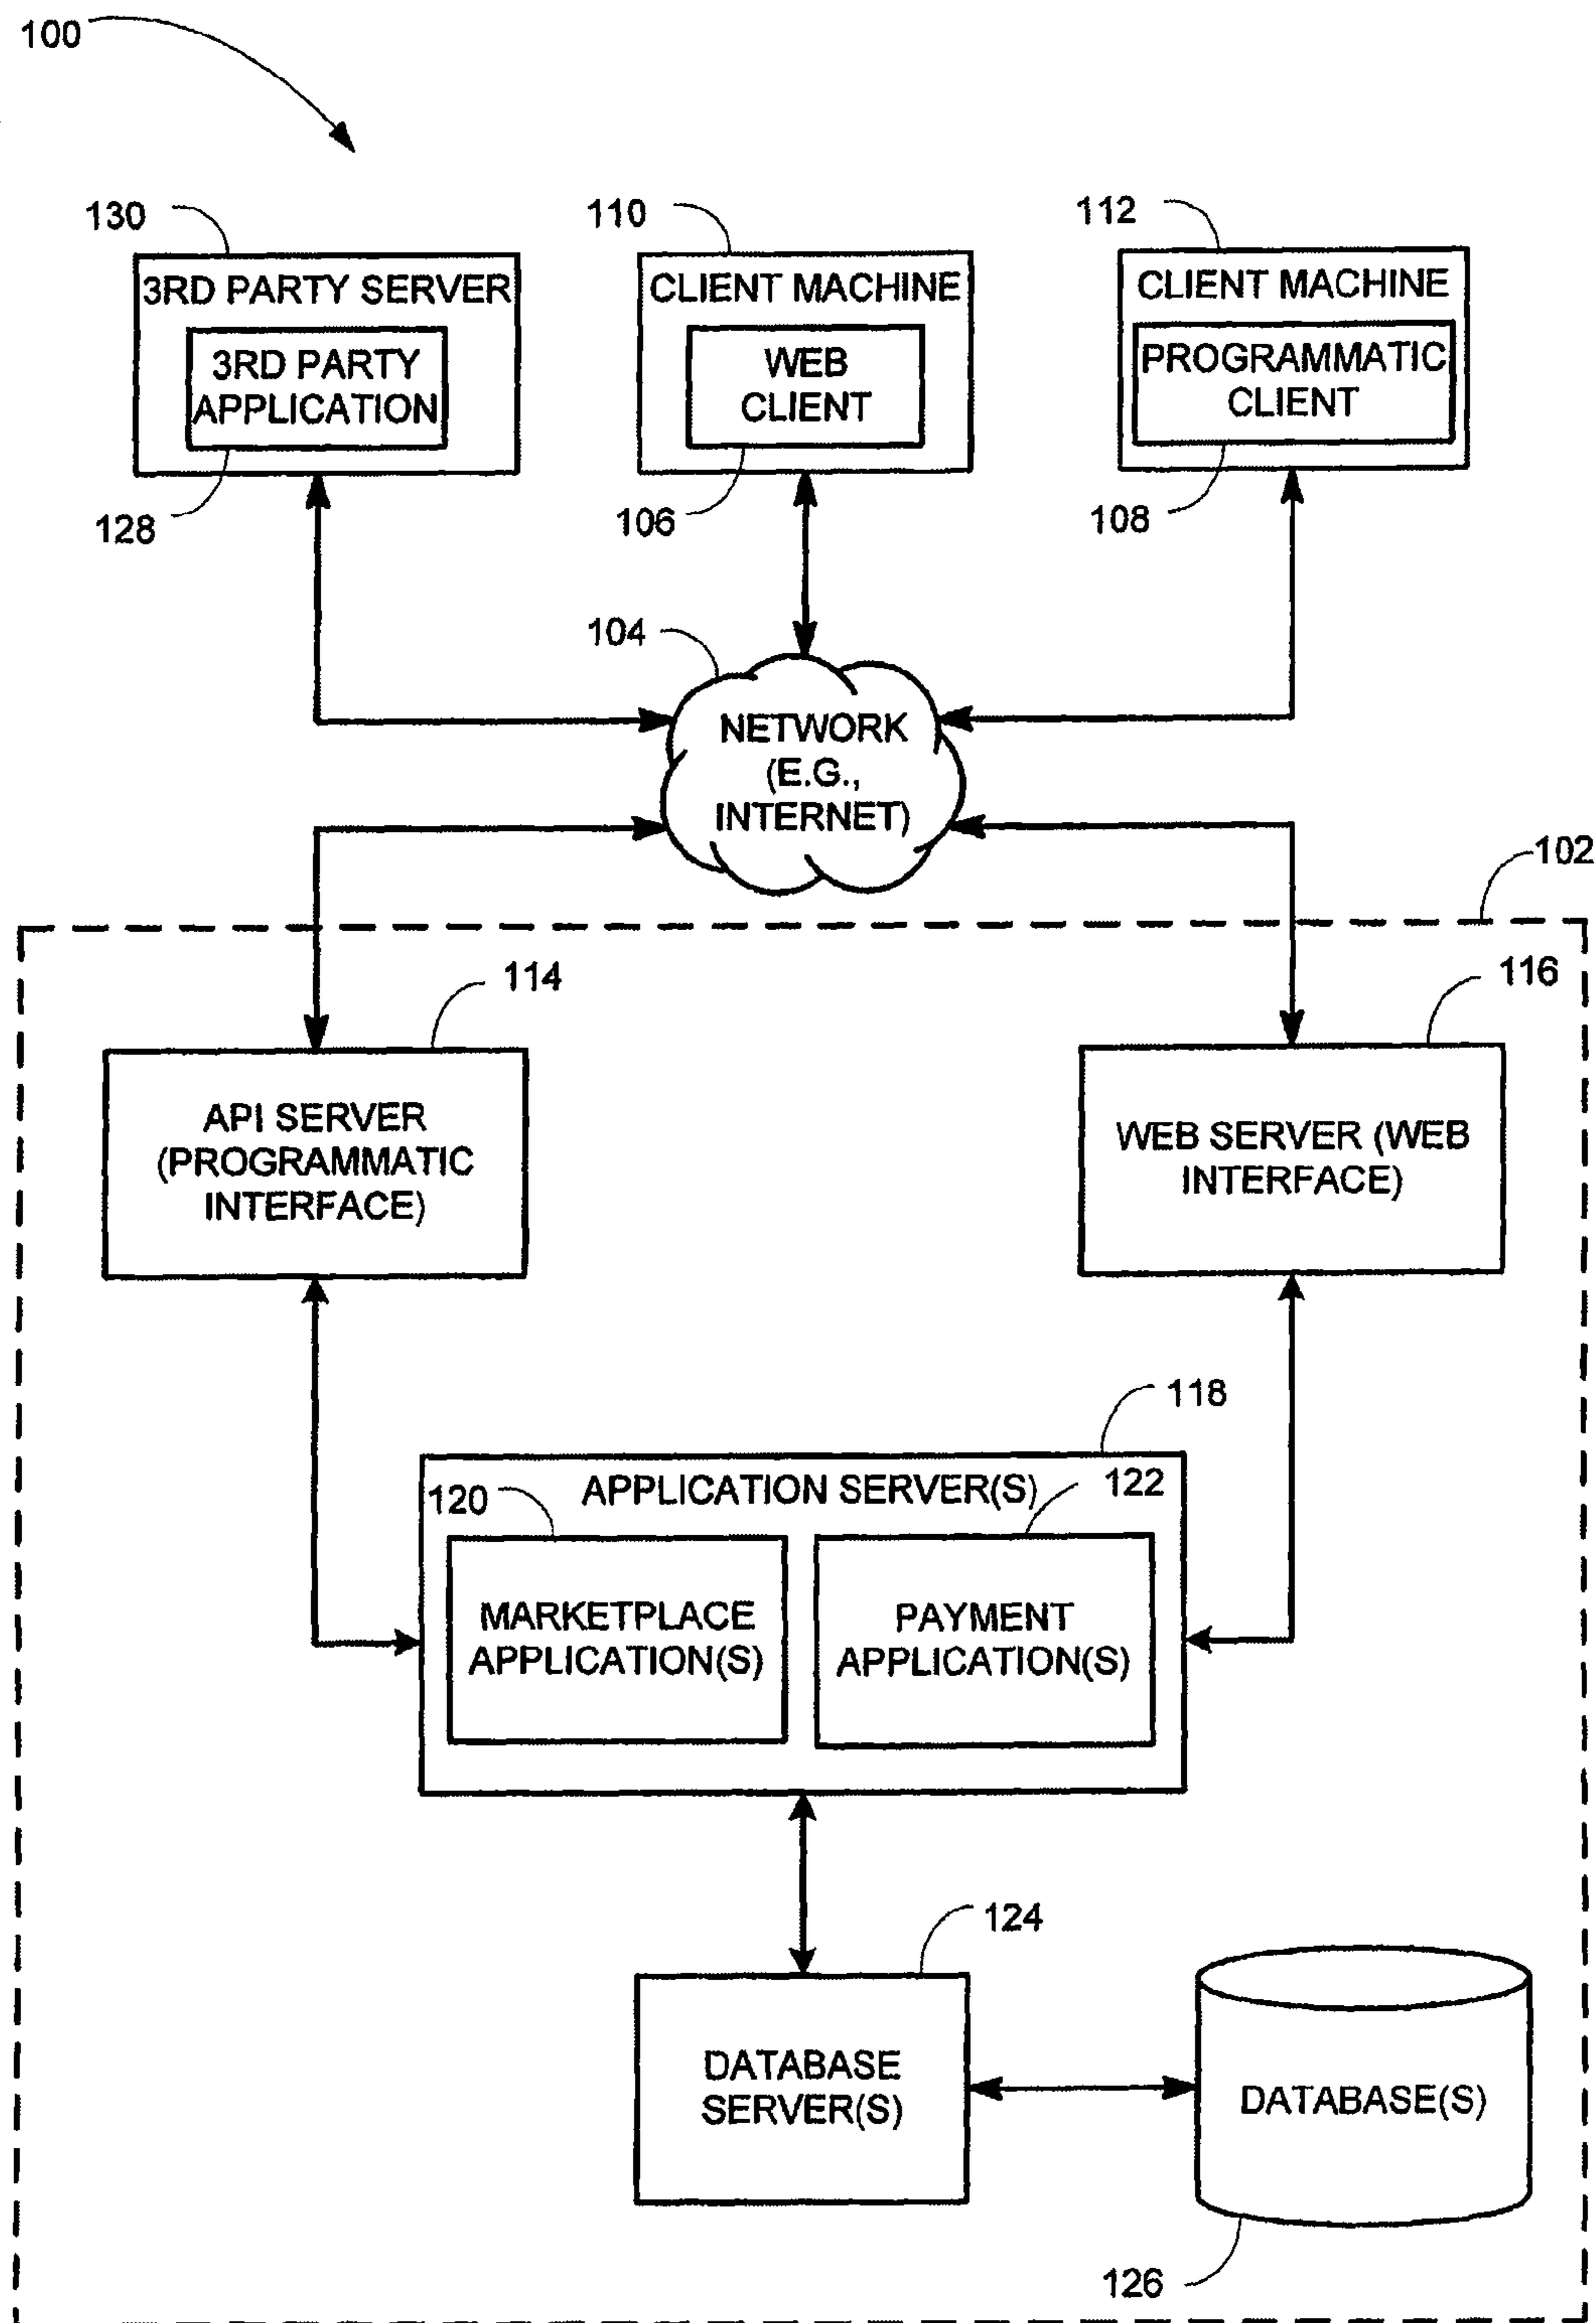 100
130
110
112
3RD PARTY SERVER
3RD PARTY
APPLICATION
128
CLIENT MACHINE
WEB
CLIENT
106
CLIENT MACHINE
PROGRAMMATIC
CLIENT
108
104
NETWORK
(E.G.,
INTERNET)
102
114
116
API SERVER
(PROGRAMMATIC
INTERFACE)
WEB SERVER (WEB
INTERFACE)
118
APPLICATION SERVER(S)
120
122
MARKETPLACE
APPLICATION(S)
PAYMENT
APPLICATION(S)
124
DATABASE
SERVER(S)
DATABASE(S)
126